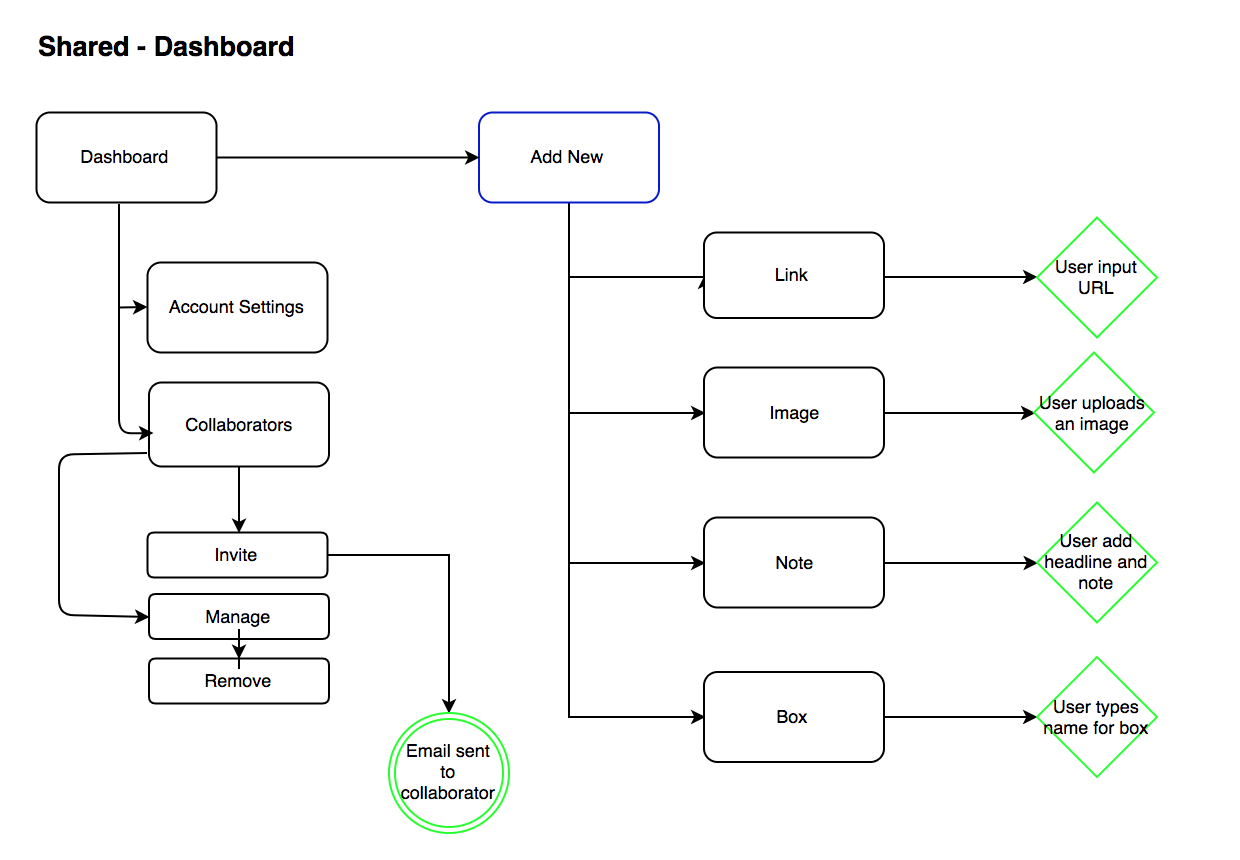 Shared - Dashboard
Dashboard
Add New
Link
User input
URL
Account Settings
Image
User uploads
an image
Collaborators
Invite
Note
User add
headline and
note
Manage
Remove
Box
User types
name for box
Email sent
to
collaborator